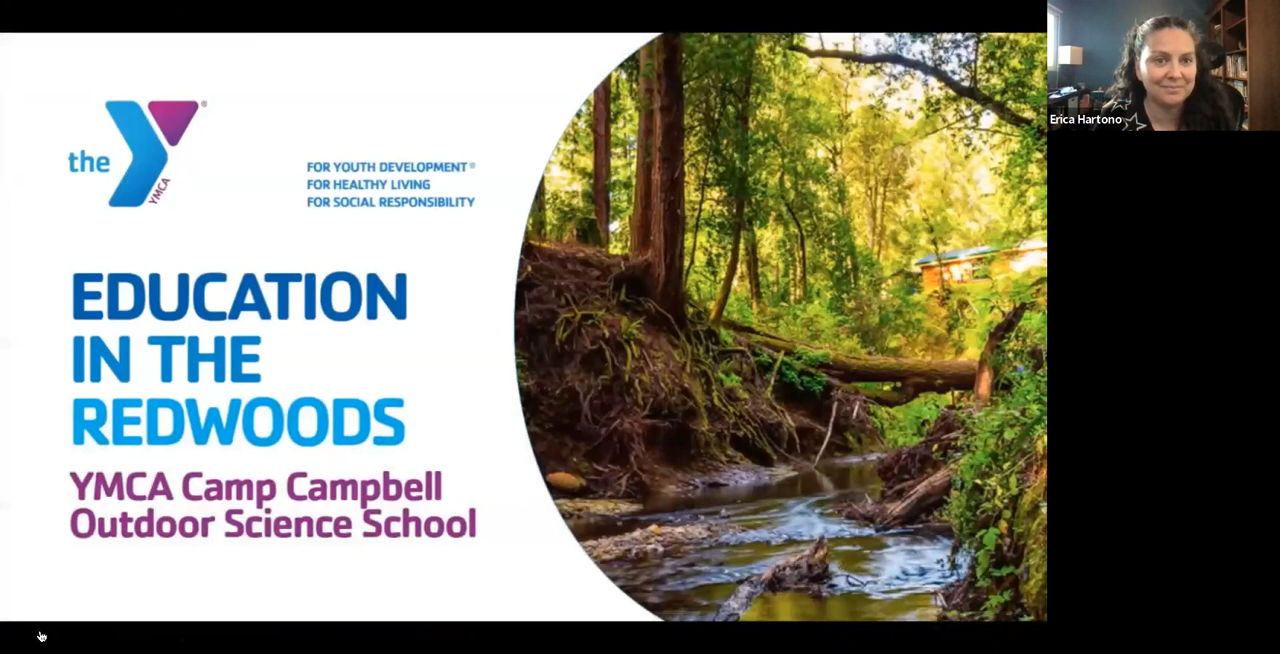 the
YMCA
®
FOR YOUTH DEVELOPMENT®
FOR HEALTHY LIVING
FOR SOCIAL RESPONSIBILITY
EDUCATION
IN THE
REDWOODS
YMCA Camp Campbell
Outdoor Science School
Erica Hartono